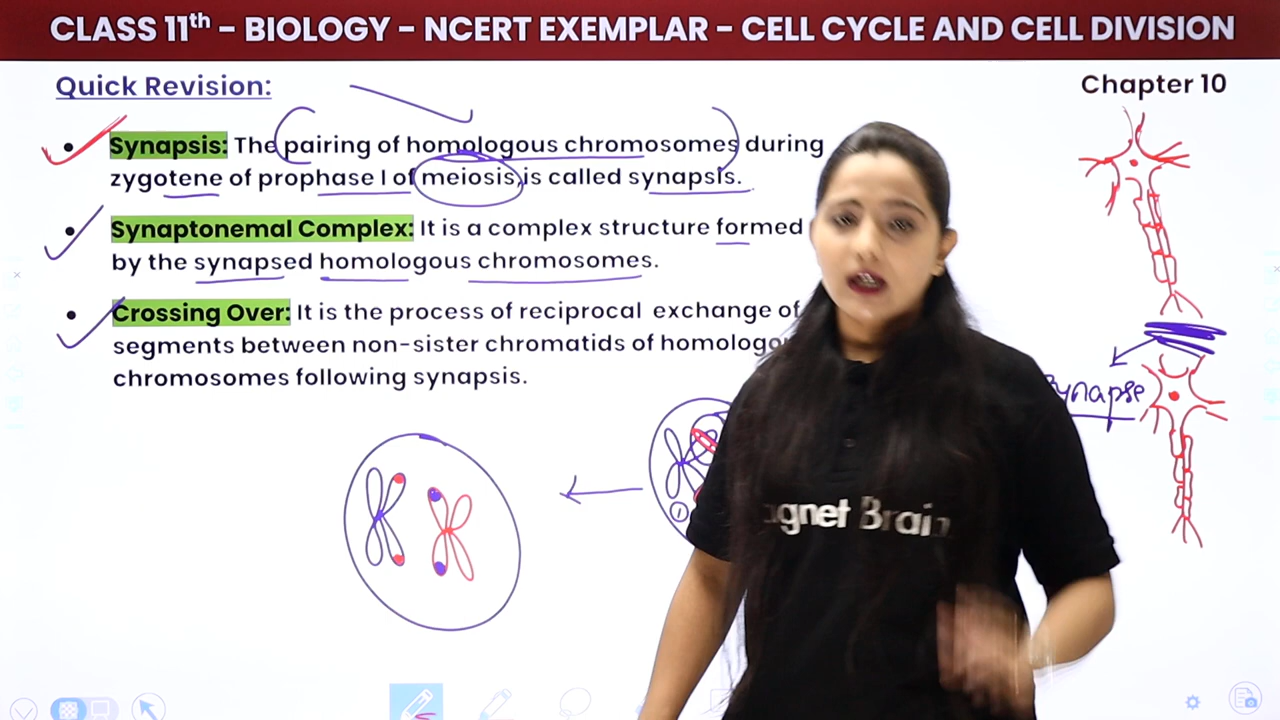 CLASS 11th – BIOLOGY – NCERT EXEMPLAR – CELL CYCLE AND CELL DIVISION
Quick Revision:
Chapter 10
• Synapsis: The pairing of homologous chromosomes during
zygotene of prophase I of meiosis, is called synapsis.
• Synaptonemal Complex: It is a complex structure formed
by the synapsed homologous chromosomes.
• Crossing Over: It is the process of reciprocal exchange of
segments between non-sister chromatids of
chromosomes following synapsis.
synapse
1
Brain